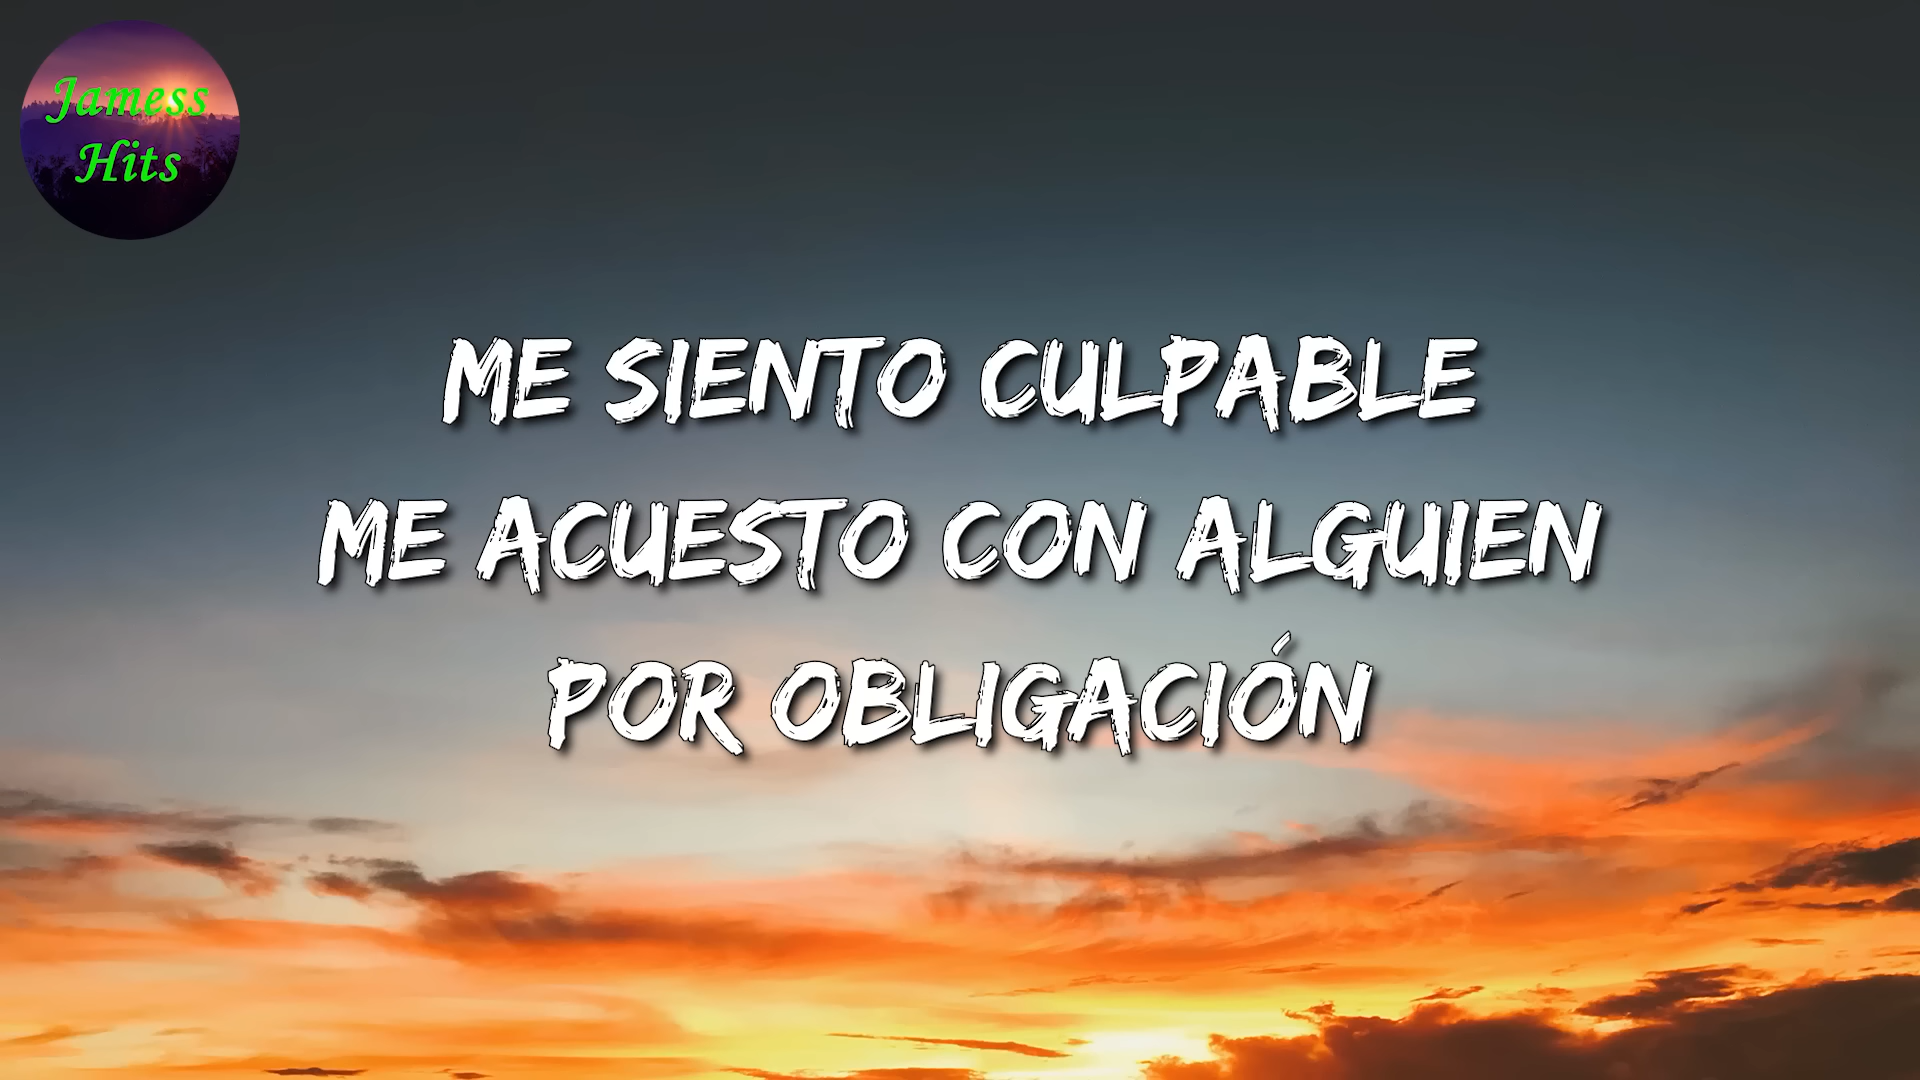 Jamess
Hits
ME SIENTO CULPABLE
ME ACUESTO CON ALGUIEN
POR OBLIGACIÓN